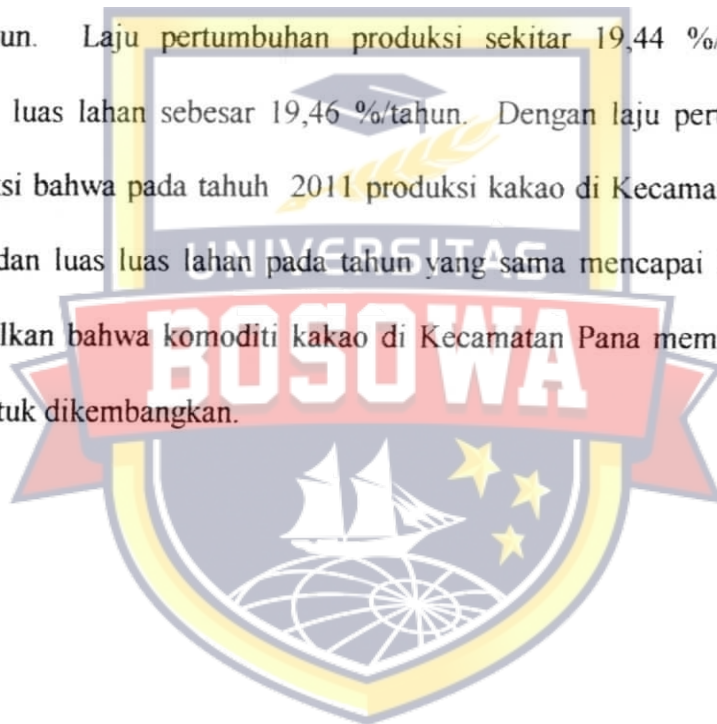 un. Laju pertumbuhan produksi sekitar 19,44 %/
luas lahan sebesar 19,46 %/tahun. Dengan laju per
si bahwa pada tahuh 2011 produksi kakao di Kecama
dan luas luas lahan pada tahun yang sama mencapai
UNIVERSITAS
lkan bahwa komoditi kakao di Kecamatan Pana mem
BOSOWA
tuk dikembangkan.